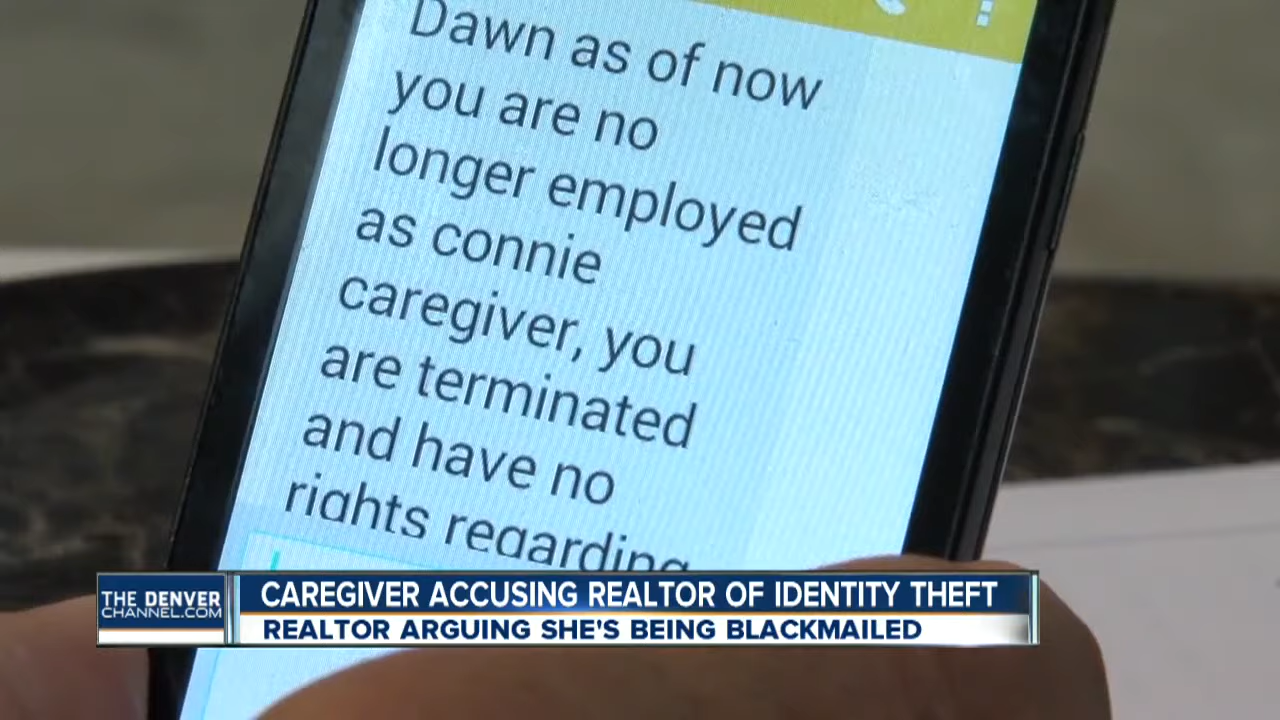 Dawn as of now
you are no
longer employed
as connie
caregiver, you
are terminated
and have no
rights regarding
THE DENVER
CHANNEL.COM
CAREGIVER ACCUSING REALTOR OF IDENTITY THEFT
REALTOR ARGUING SHE'S BEING BLACKMAILED